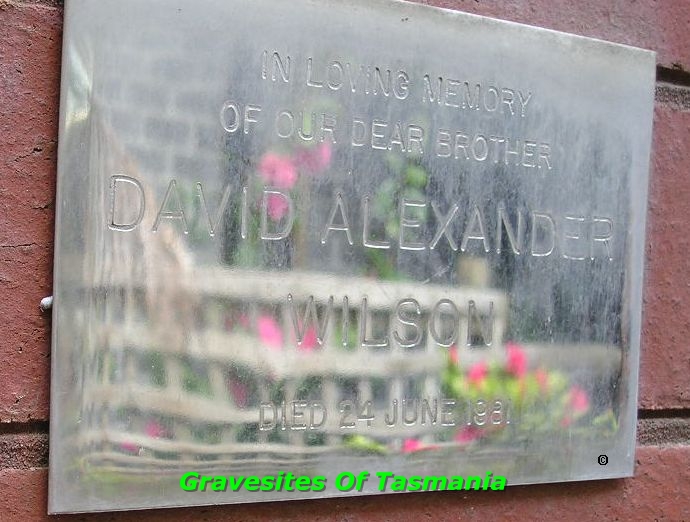 IN LOVING MEMORY
OF OUR DEAR BROTHER
DAVID ALEXANDER
WILSON
DIED 24 JUNE 1981
©
Gravesites Of Tasmania